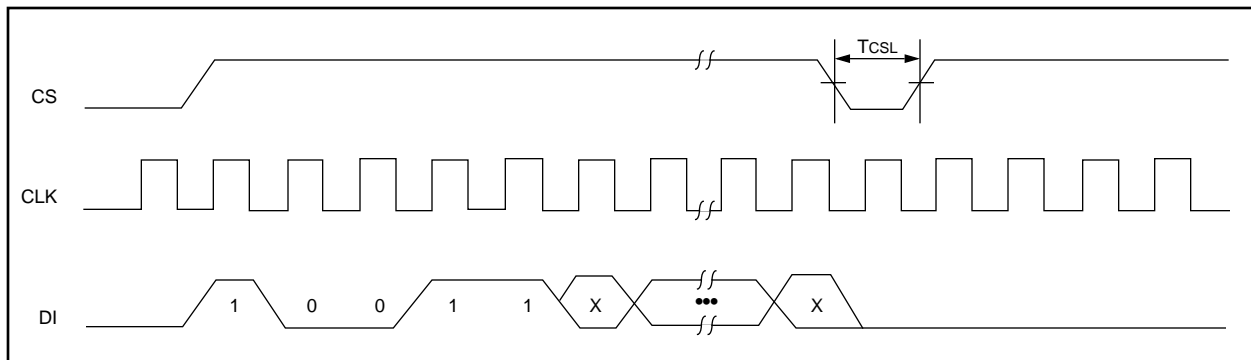 TCSL
CS
CLK
DI
1 0 0 1 1 X ••• X